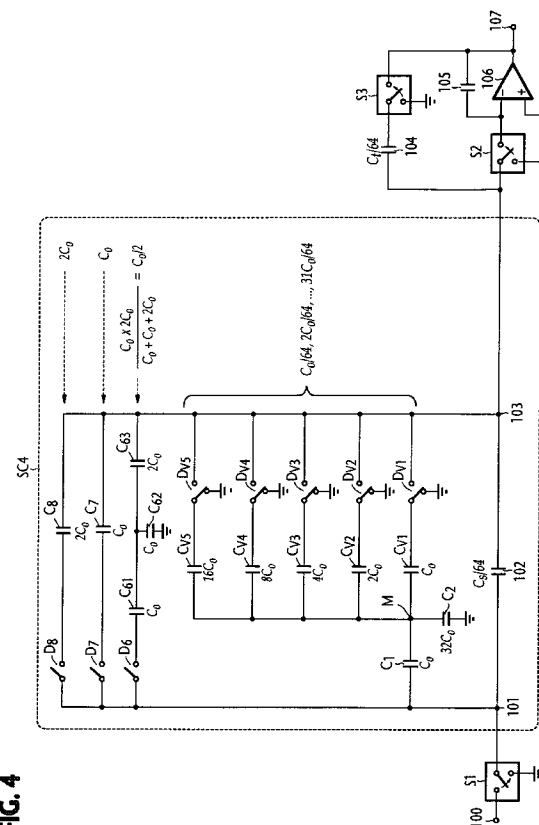 FIG. 4
SC4
D8
C8
2C0
2C0
D7
C7
C0
C0
D6
C61
C0
C62
C0
C63
2C0
C0 X 2C0 / C0 + C0 + 2C0 = C0/2
CV5
16C0
DV5
CV4
8C0
DV4
CV3
4C0
DV3
CV2
2C0
DV2
CV1
C0
DV1
C0/64, 2C0/64, ..., 31C0/64
M
C1
C0
C2
32C0
100
S1
101
CS/64
102
103
Ct/64
104
S3
S2
105
106
107
−
+